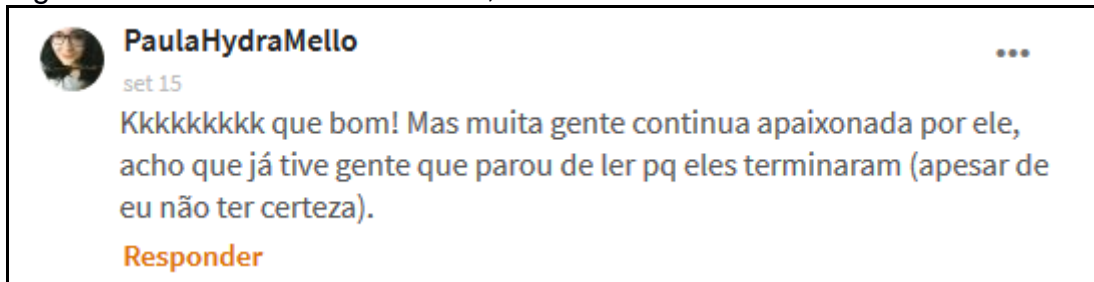 PaulaHydraMello
set 15
Kkkkkkkkk que bom! Mas muita gente continua apaixonada por ele,
acho que já tive gente que parou de ler pq eles terminaram (apesar de
eu não ter certeza).
Responder